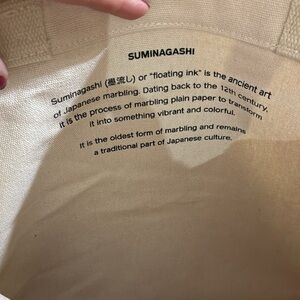 SUMINAGASHI
Suminagashi (墨流し) or "floating ink" is the ancient art
of Japanese marbling. Dating back to the 12th century,
it is the process of marbling plain paper to transform
it into something vibrant and colorful.
It is the oldest form of marbling and remains
a traditional part of Japanese culture.